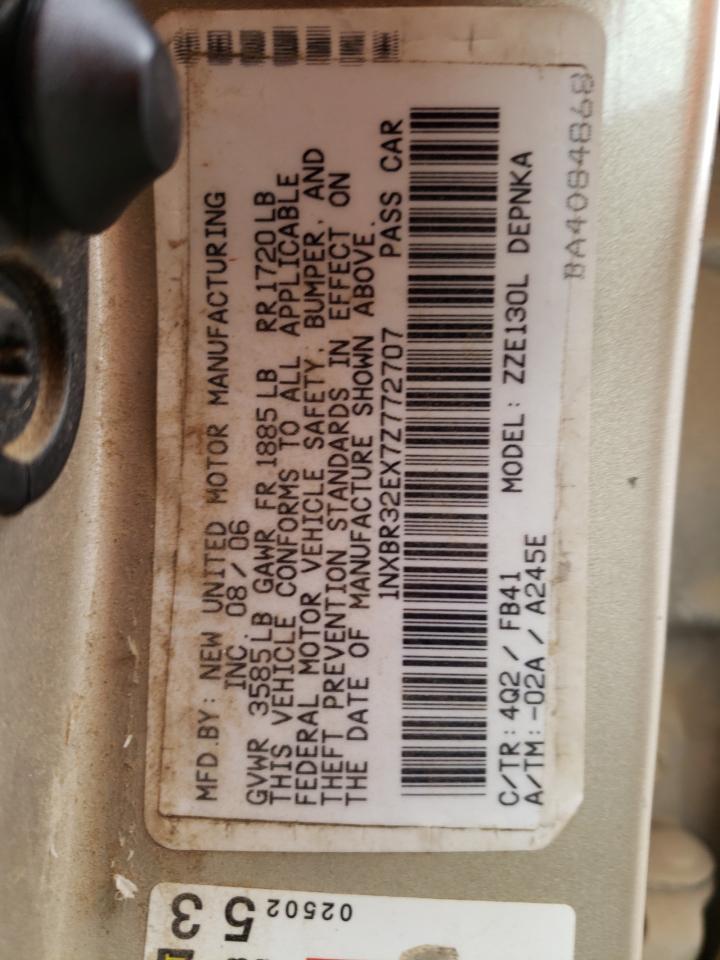 MFD.BY: NEW UNITED MOTOR MANUFACTURING
INC. 08/06
GVWR 3585LB GAWR FR 1885LB RR1720LB
THIS VEHICLE CONFORMS TO ALL APPLICABLE
FEDERAL MOTOR VEHICLE SAFETY, BUMPER, AND
THEFT PREVENTION STANDARDS IN EFFECT ON
THE DATE OF MANUFACTURE SHOWN ABOVE.
1NXBR32EX7Z772707 PASS CAR
C/TR: 4Q2 / FB41 MODEL: ZZE130L DEPNKA
A/TM:-02A / A245E
BA4084868
02502
53